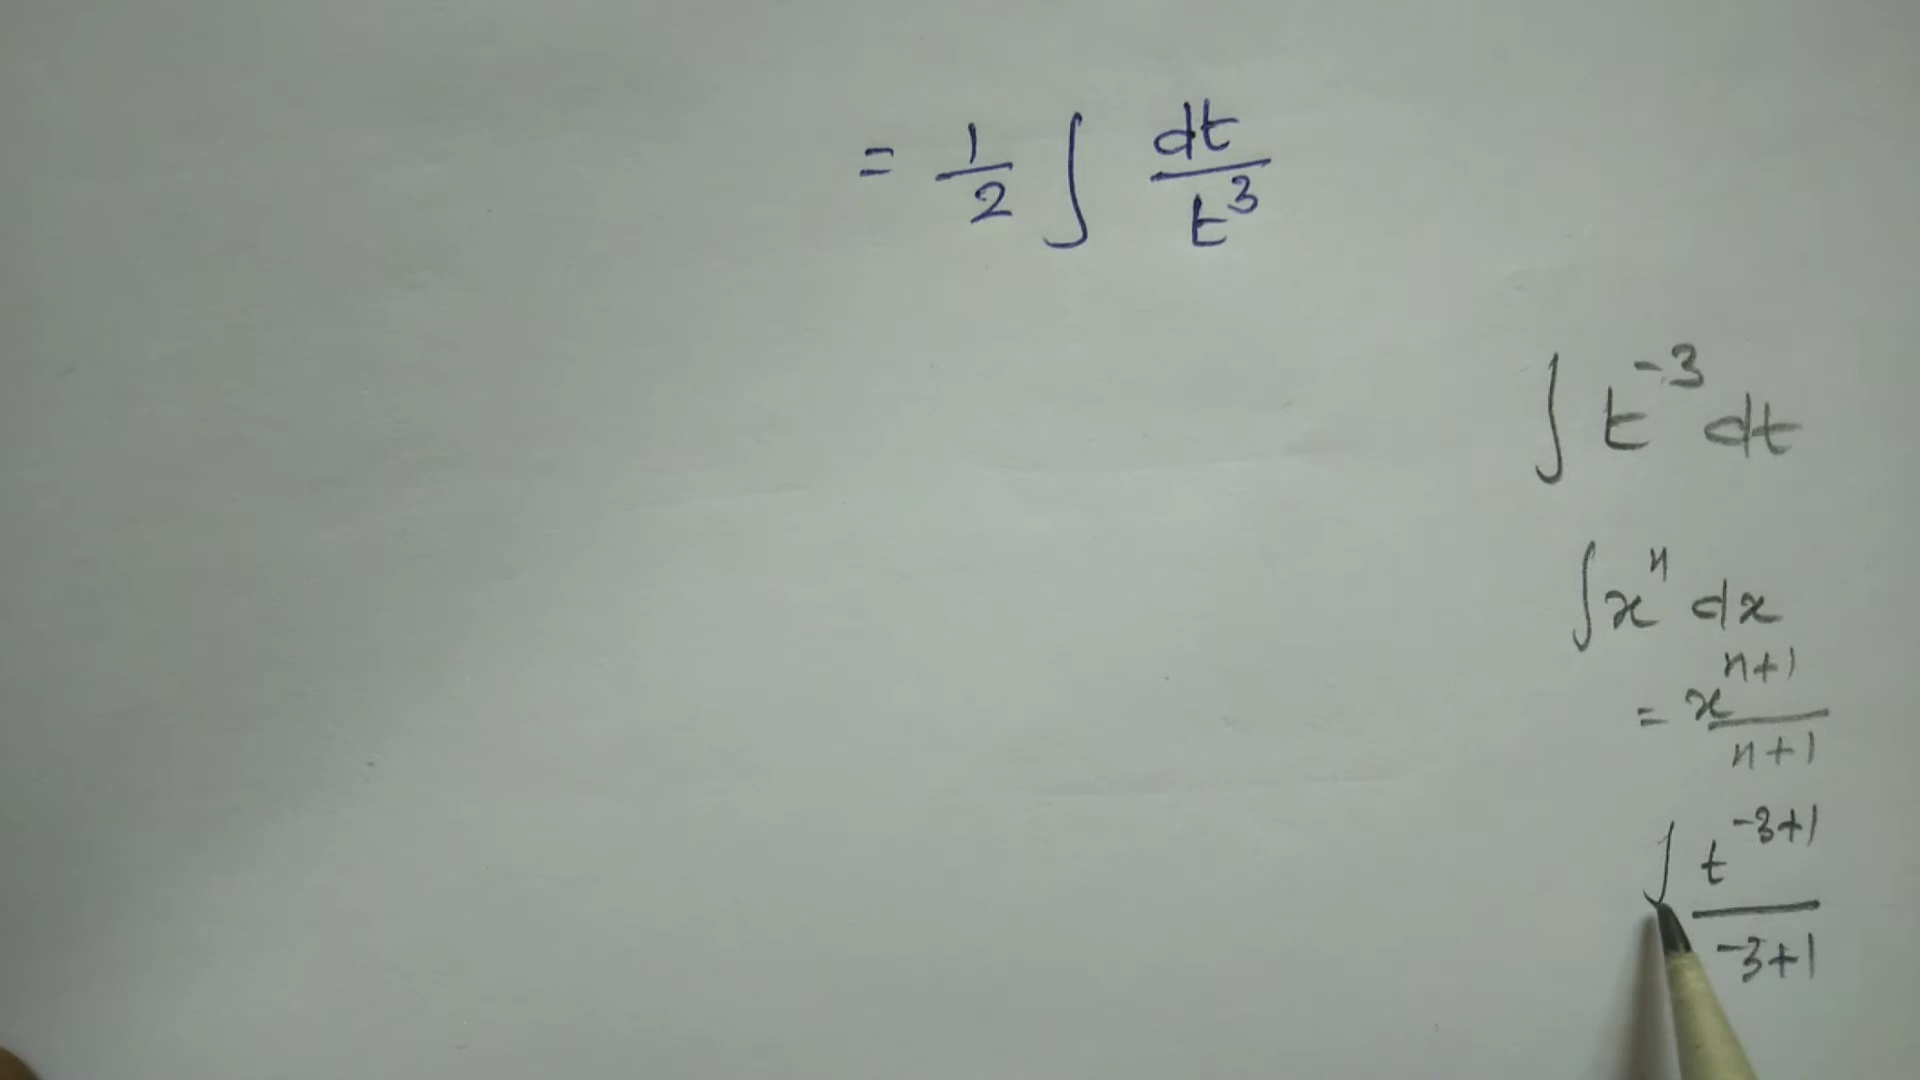 = 1/2 ∫ dt/t³
∫ t⁻³ dt
∫ xⁿ dx
= xⁿ⁺¹/n+1
∫ t⁻³⁺¹/-3+1